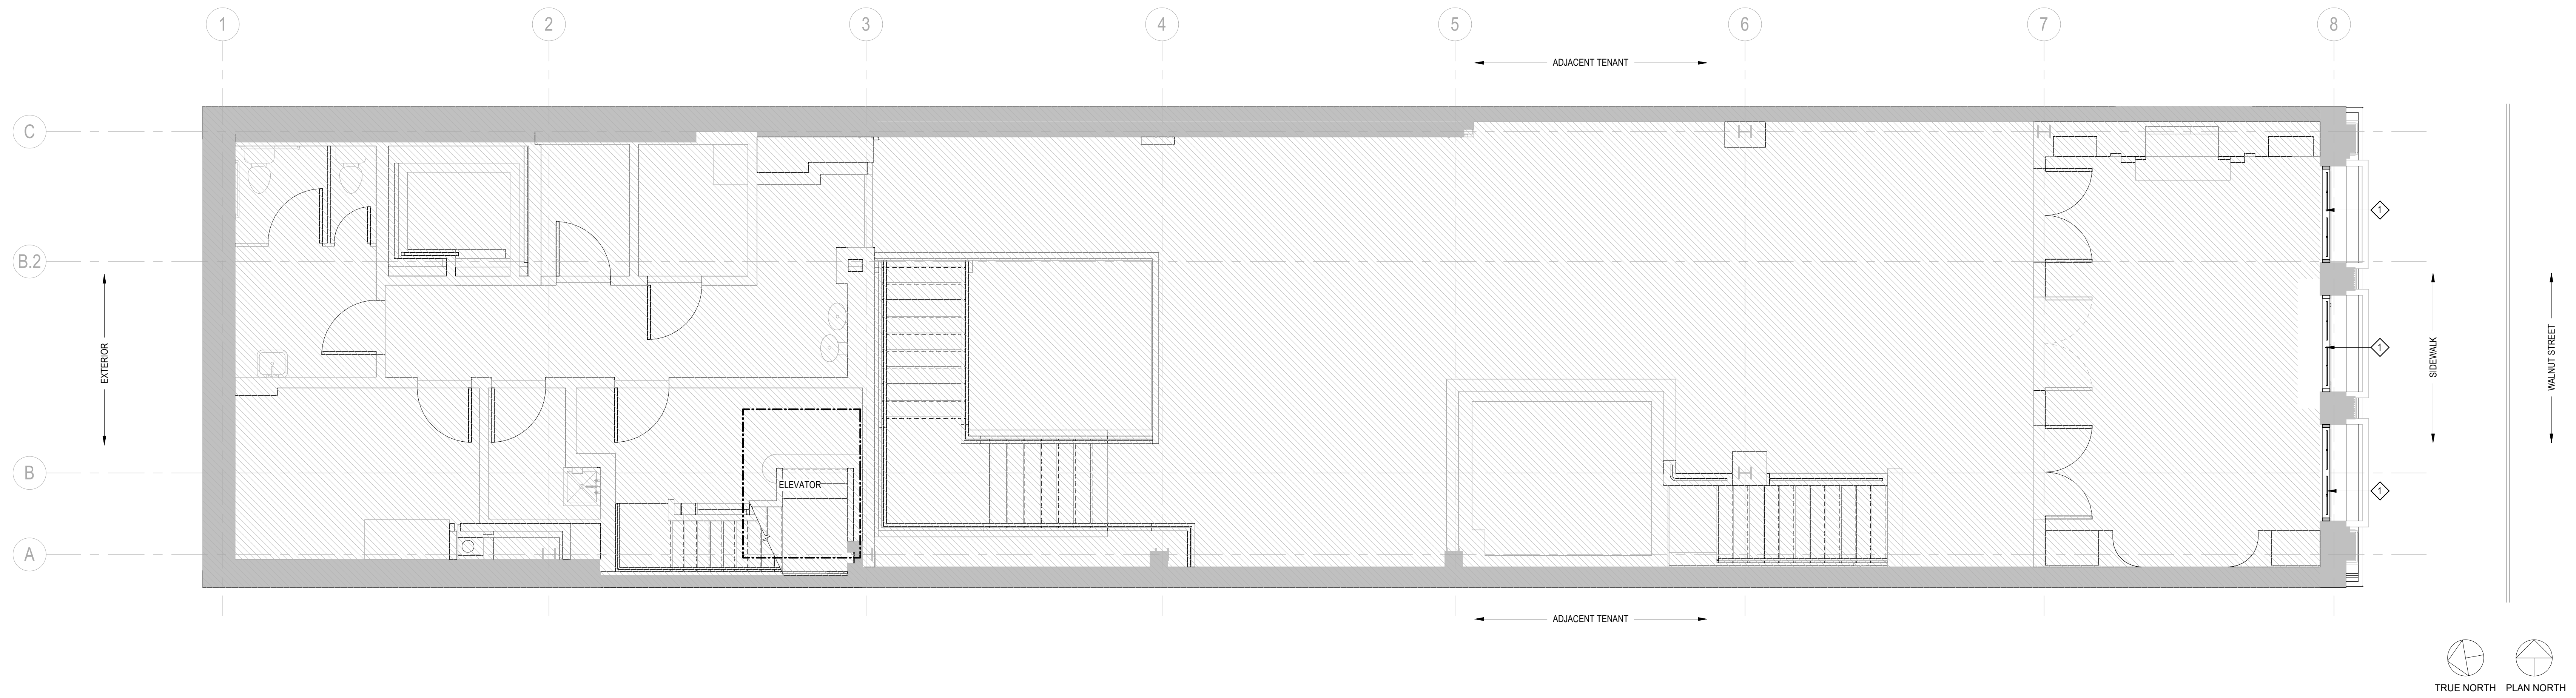 1 2 3 4 5 6 7 8
ADJACENT TENANT
C
1
B.2
EXTERIOR
1
SIDEWALK
WALNUT STREET
B
ELEVATOR
1
A
ADJACENT TENANT
TRUE NORTH PLAN NORTH